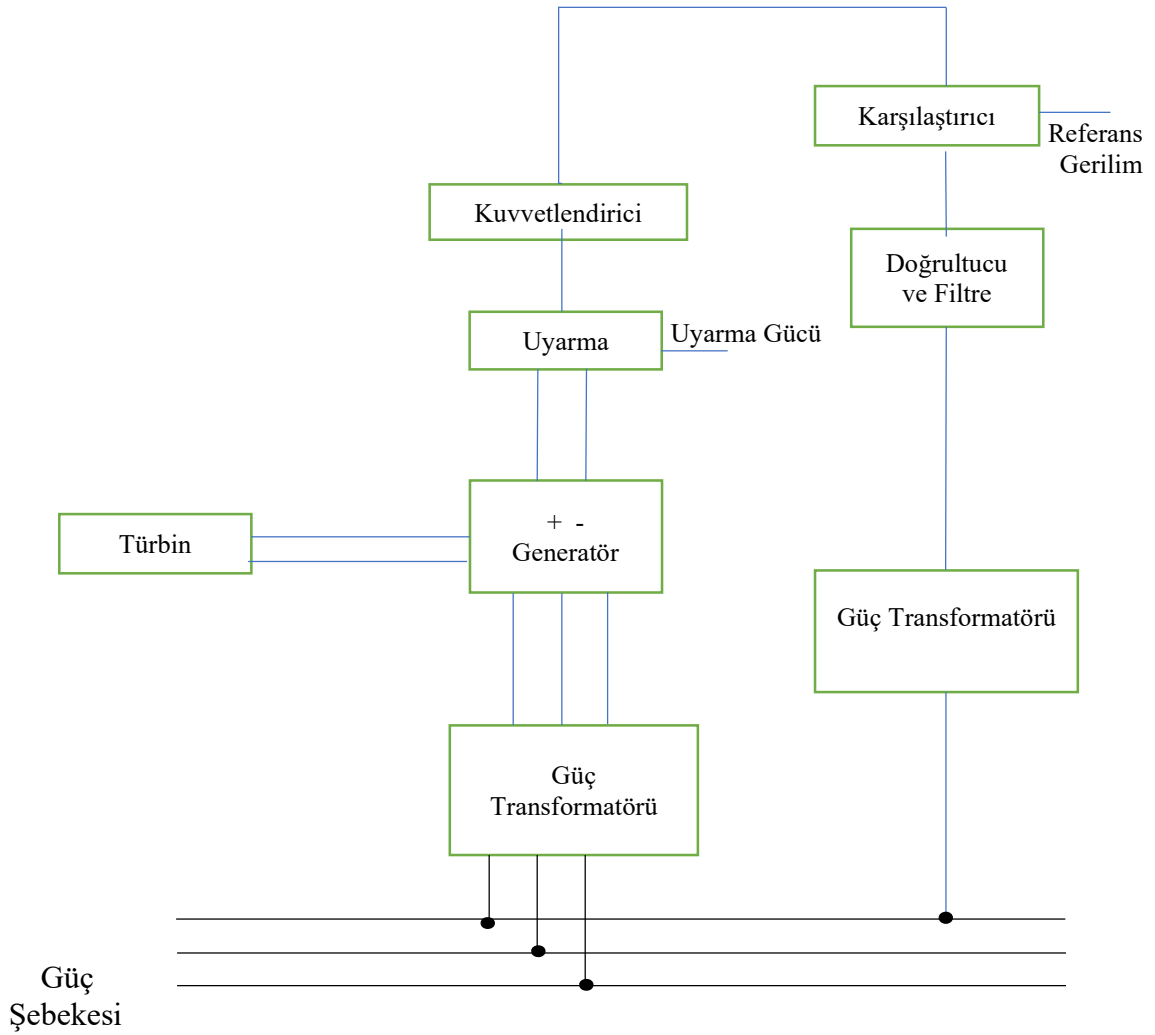 Karşılaştırıcı
Referans
Gerilim
Kuvvetlendirici
Doğrultucu
ve Filtre
Uyarma
Uyarma Gücü
+ -
Generatör
Türbin
Güç Transformatörü
Güç
Transformatörü
Güç
Şebekesi